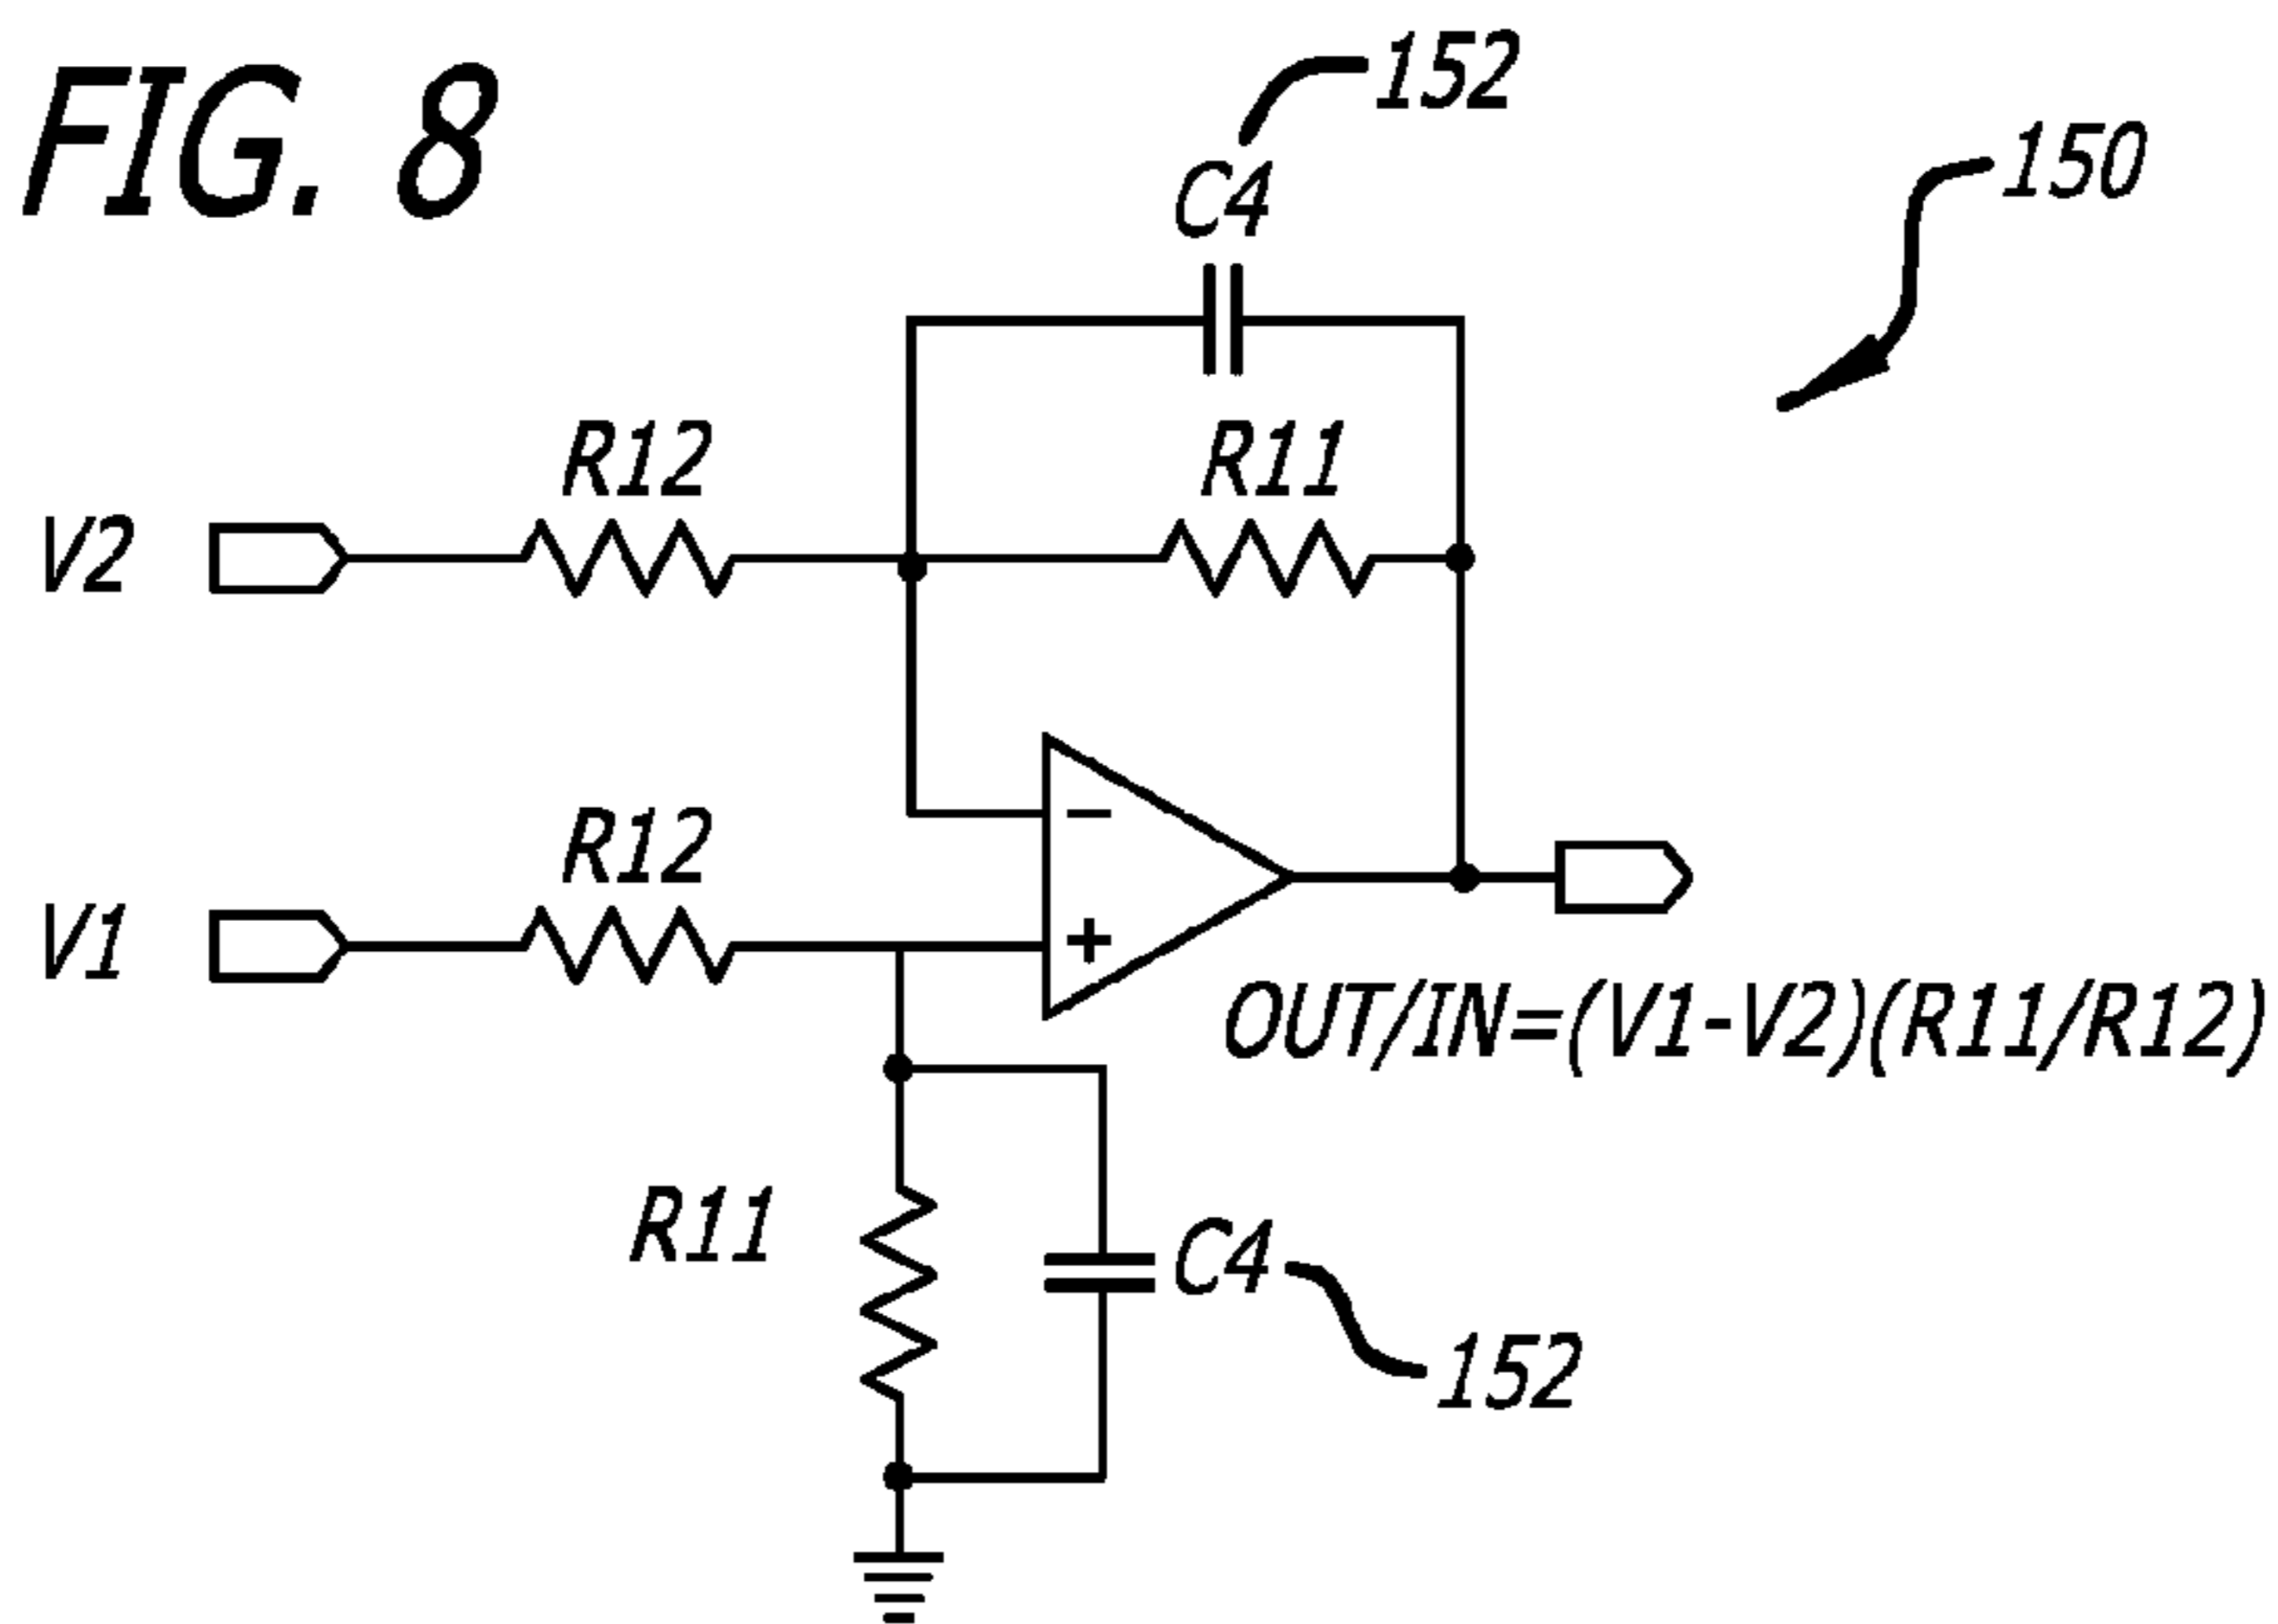 FIG. 8
152
150
C4
R12
R11
V2
R12
V1
−
+
OUT/IN=(V1-V2)(R11/R12)
R11
C4
152